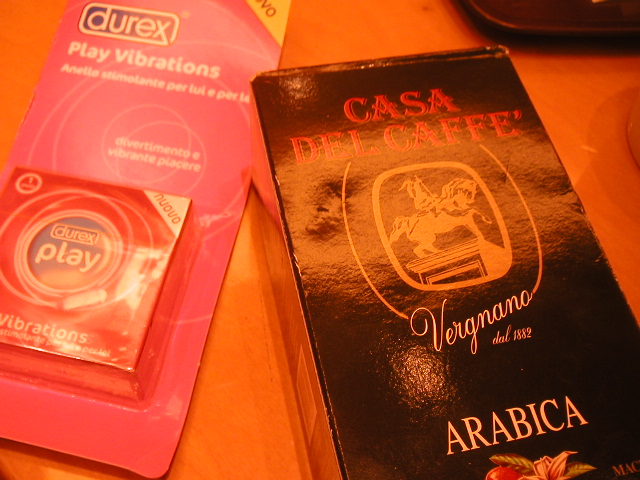 durex
Play Vibrations
Anello stimolante per lui e per le
divertimento e
vibrante piacere
nuovo
durex
play
Vibrations
CASA
DEL CAFFE'
Vergnano
dal 1882
ARABICA